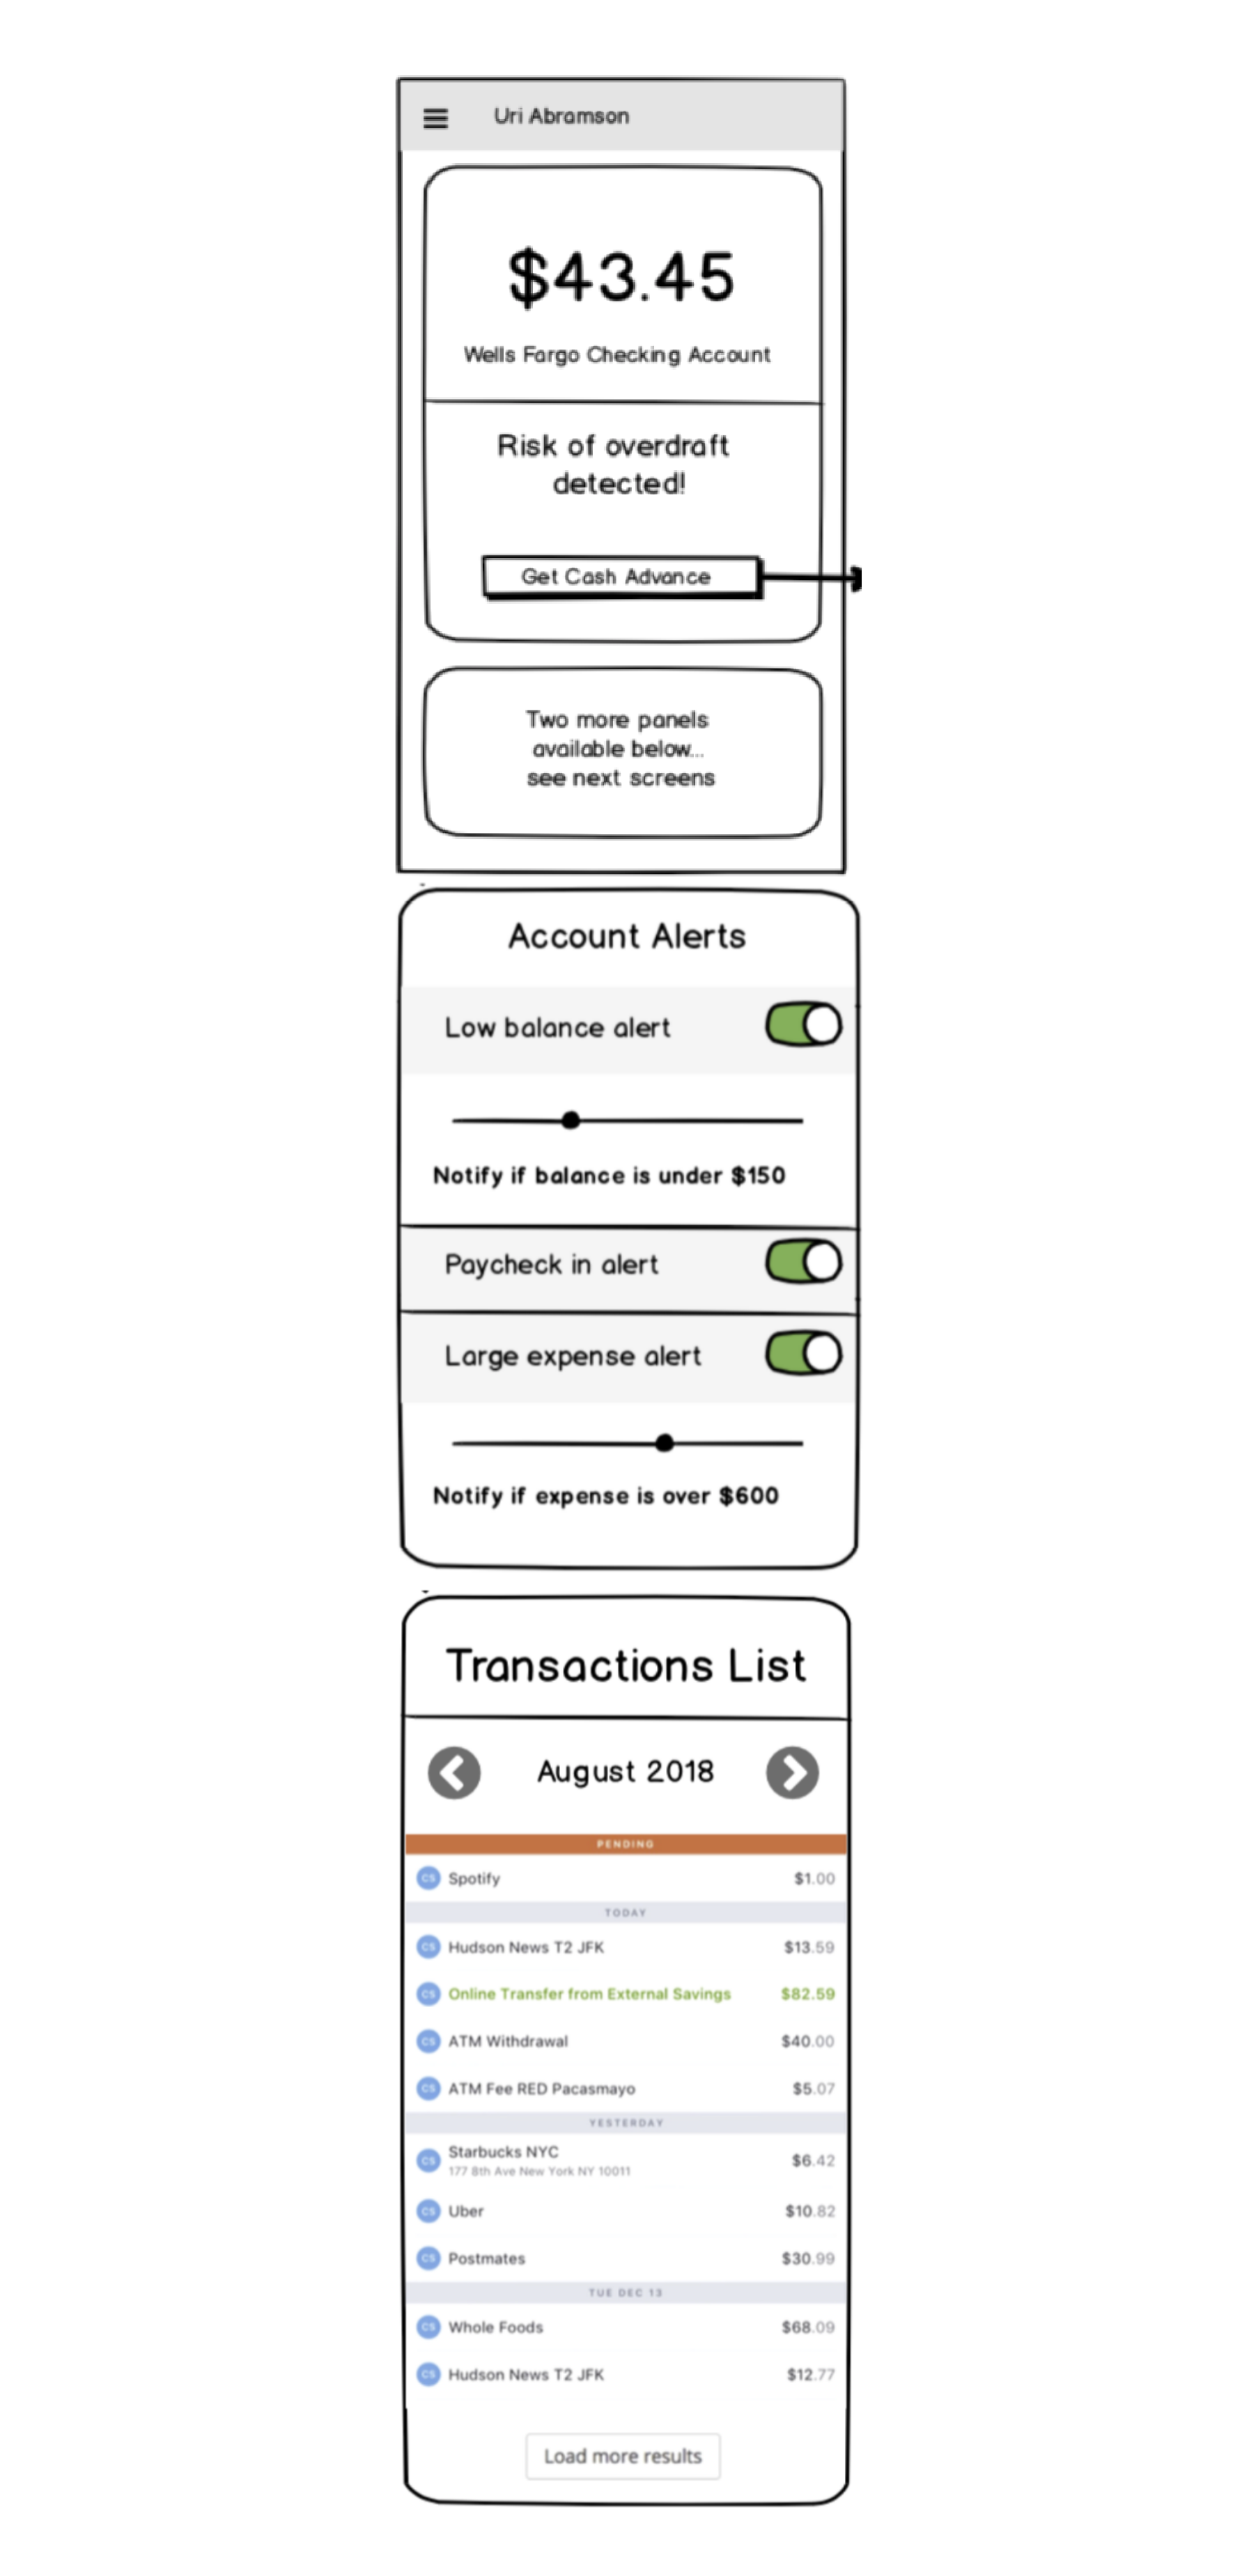 Uri Abramson
$43.45
Wells Fargo Checking Account
Risk of overdraft
detected!
Get Cash Advance
Two more panels
available below...
see next screens
Account Alerts
Low balance alert
Notify if balance is under $150
Paycheck in alert
Large expense alert
Notify if expense is over $600
Transactions List
August 2018
PENDING
CS Spotify $1.00
TODAY
CS Hudson News T2 JFK $13.59
CS Online Transfer from External Savings $82.59
CS ATM Withdrawal $40.00
CS ATM Fee RED Pacasmayo $5.07
YESTERDAY
CS Starbucks NYC $6.42
177 8th Ave New York NY 10011
CS Uber $10.82
CS Postmates $30.99
TUE DEC 13
CS Whole Foods $68.09
CS Hudson News T2 JFK $12.77
Load more results